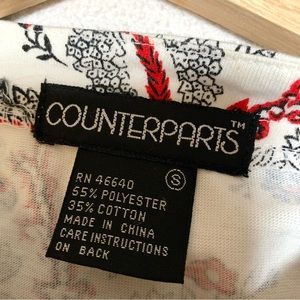 COUNTERPARTS™
S
RN 46640
55% POLYESTER
35% COTTON
MADE IN CHINA
CARE INSTRUCTIONS
ON BACK